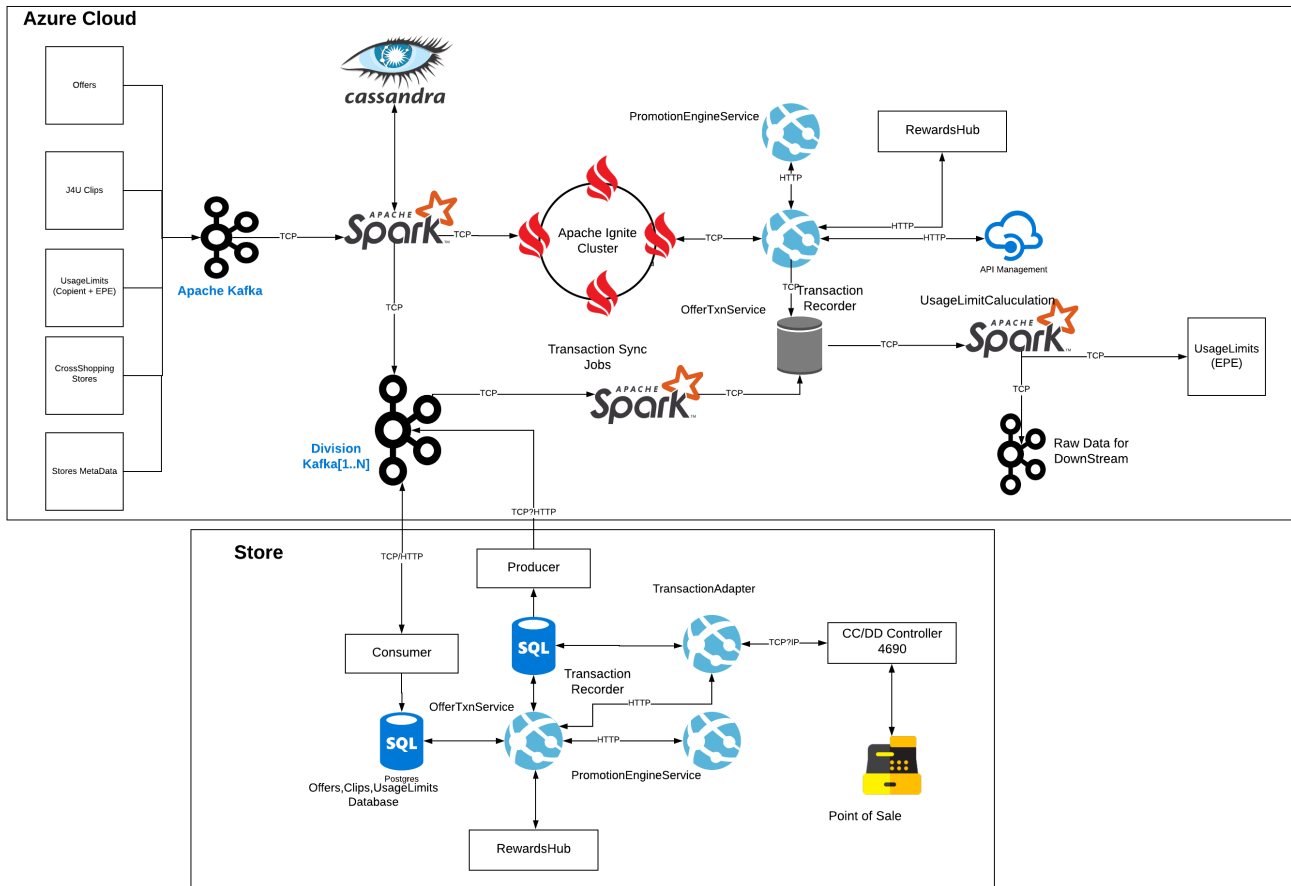 Azure Cloud
Offers
J4U Clips
UsageLimits
(Copient + EPE)
CrossShopping
Stores
Stores MetaData
Apache Kafka
TCP
cassandra
APACHE
Spark
TM
TCP
TCP
Apache Ignite
Cluster
TCP
PromotionEngineService
HTTP
RewardsHub
HTTP
HTTP
API Management
TCP
OfferTxnService
Transaction
Recorder
TCP
UsageLimitCaluculation
APACHE
Spark
TM
TCP
UsageLimits
(EPE)
TCP
Raw Data for
DownStream
Transaction Sync
Jobs
APACHE
Spark
TM
TCP
TCP
Division
Kafka[1..N]
TCP?HTTP
TCP/HTTP
Store
Producer
Consumer
TransactionAdapter
SQL
TCP?IP
CC/DD Controller
4690
Transaction
Recorder
OfferTxnService
HTTP
HTTP
SQL
Postgres
Offers,Clips,UsageLimits
Database
PromotionEngineService
Point of Sale
RewardsHub